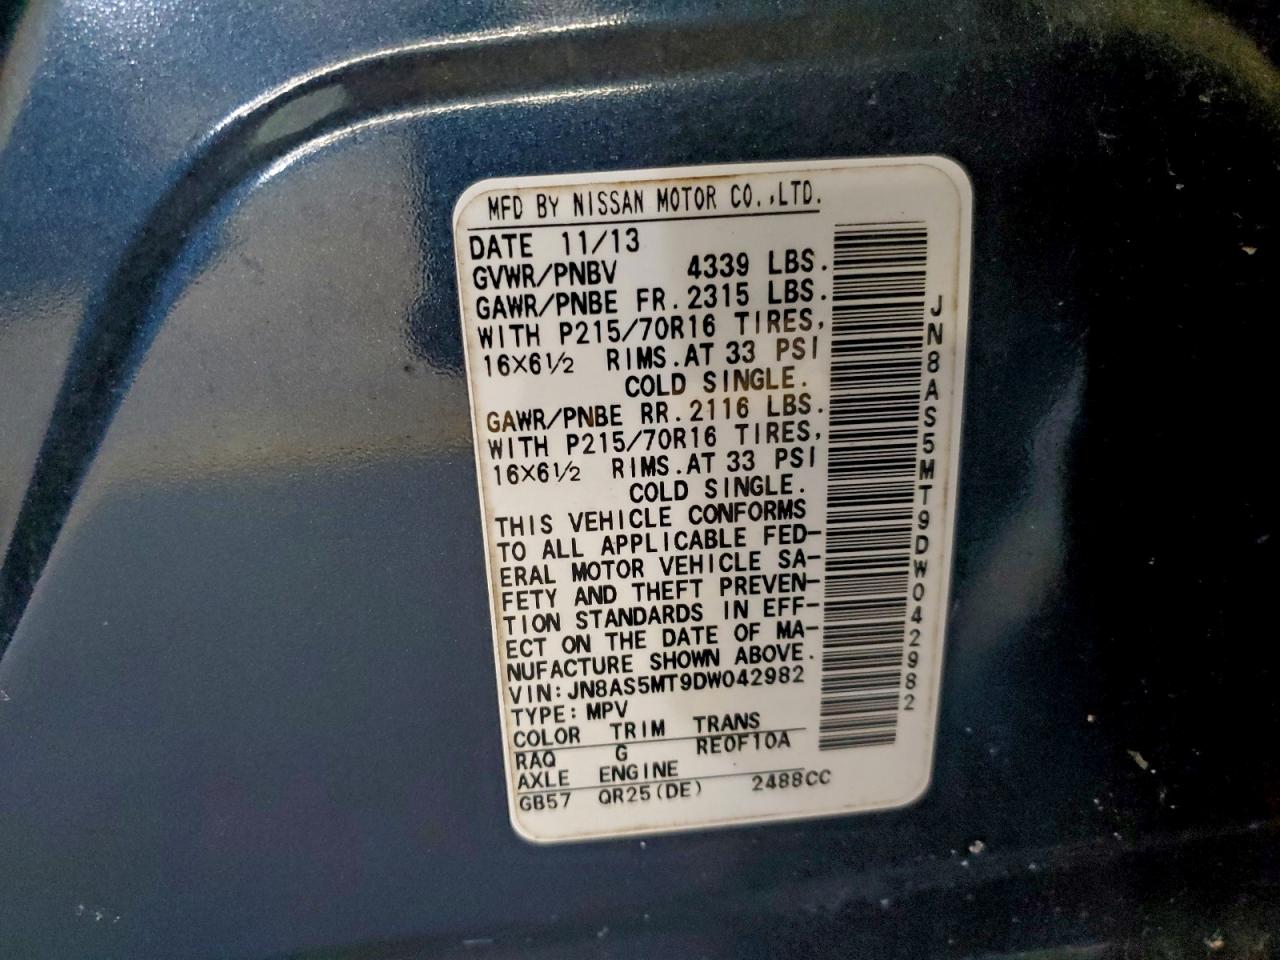 MFD BY NISSAN MOTOR CO.,LTD.
DATE 11/13
GVWR/PNBV 4339 LBS.
GAWR/PNBE FR.2315 LBS.
WITH P215/70R16 TIRES,
16X6½ RIMS.AT 33 PSI
COLD SINGLE.
GAWR/PNBE RR.2116 LBS.
WITH P215/70R16 TIRES,
16X6½ RIMS.AT 33 PSI
COLD SINGLE.
THIS VEHICLE CONFORMS
TO ALL APPLICABLE FED-
ERAL MOTOR VEHICLE SA-
FETY AND THEFT PREVEN-
TION STANDARDS IN EFF-
ECT ON THE DATE OF MA-
NUFACTURE SHOWN ABOVE.
VIN:JN8AS5MT9DW042982
TYPE:MPV
COLOR TRIM TRANS
RAQ G RE0F10A
AXLE ENGINE
GB57 QR25(DE) 2488CC
JN8AS5MT9DW042982